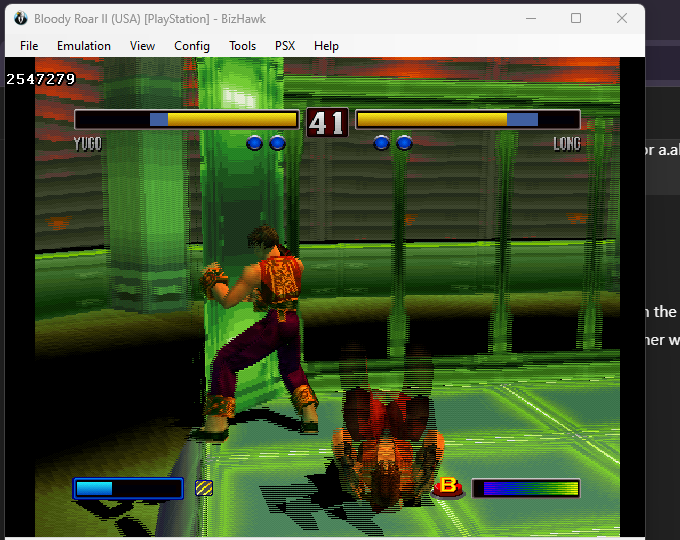 Bloody Roar II (USA) [PlayStation] - BizHawk
File Emulation View Config Tools PSX Help
2547279
41
YUGO LONG
or a.al
n the
her w
B